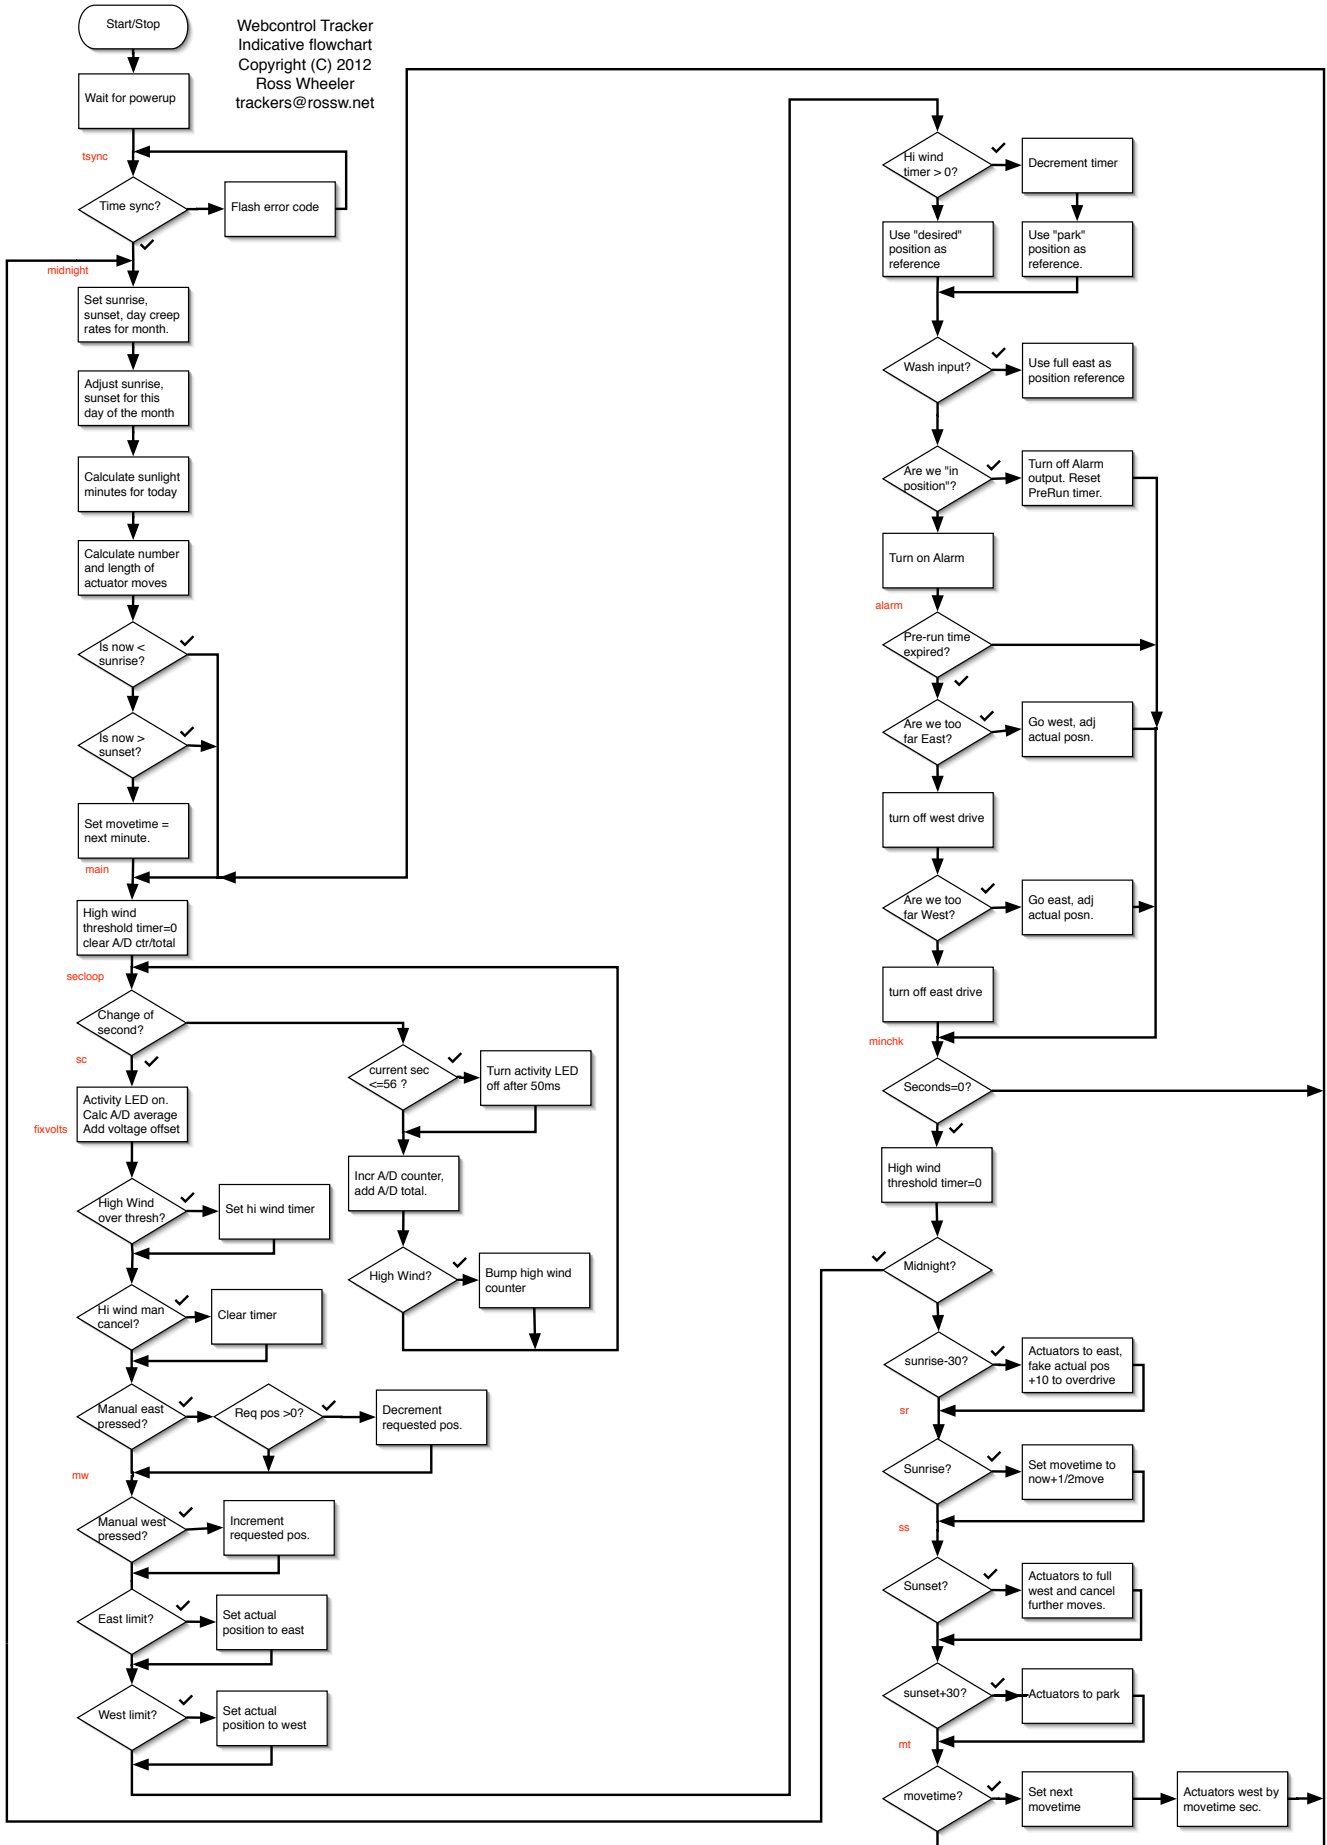 Start/Stop
Webcontrol Tracker
Indicative flowchart
Copyright (C) 2012
Ross Wheeler
trackers@rossw.net
Wait for powerup
tsync
Time sync?
Flash error code
midnight
Set sunrise,
sunset, day creep
rates for month.
Adjust sunrise,
sunset for this
day of the month
Calculate sunlight
minutes for today
Calculate number
and length of
actuator moves
Is now <
sunrise?
Is now >
sunset?
Set movetime =
next minute.
main
High wind
threshold timer=0
clear A/D ctr/total
secloop
Change of
second?
sc
current sec
<=56 ?
Turn activity LED
off after 50ms
Activity LED on.
Calc A/D average
Add voltage offset
fixvolts
Incr A/D counter,
add A/D total.
High Wind
over thresh?
Set hi wind timer
High Wind?
Bump high wind
counter
Hi wind man
cancel?
Clear timer
Manual east
pressed?
Req pos >0?
Decrement
requested pos.
mw
Manual west
pressed?
Increment
requested pos.
East limit?
Set actual
position to east
West limit?
Set actual
position to west
Hi wind
timer > 0?
Decrement timer
Use "desired"
position as
reference
Use "park"
position as
reference.
Wash input?
Use full east as
position reference
Are we "in
position"?
Turn off Alarm
output. Reset
PreRun timer.
Turn on Alarm
alarm
Pre-run time
expired?
Are we too
far East?
Go west, adj
actual posn.
turn off west drive
Are we too
far West?
Go east, adj
actual posn.
turn off east drive
minchk
Seconds=0?
High wind
threshold timer=0
Midnight?
sunrise-30?
Actuators to east,
fake actual pos
+10 to overdrive
sr
Sunrise?
Set movetime to
now+1/2move
ss
Sunset?
Actuators to full
west and cancel
further moves.
sunset+30?
Actuators to park
mt
movetime?
Set next
movetime
Actuators west by
movetime sec.